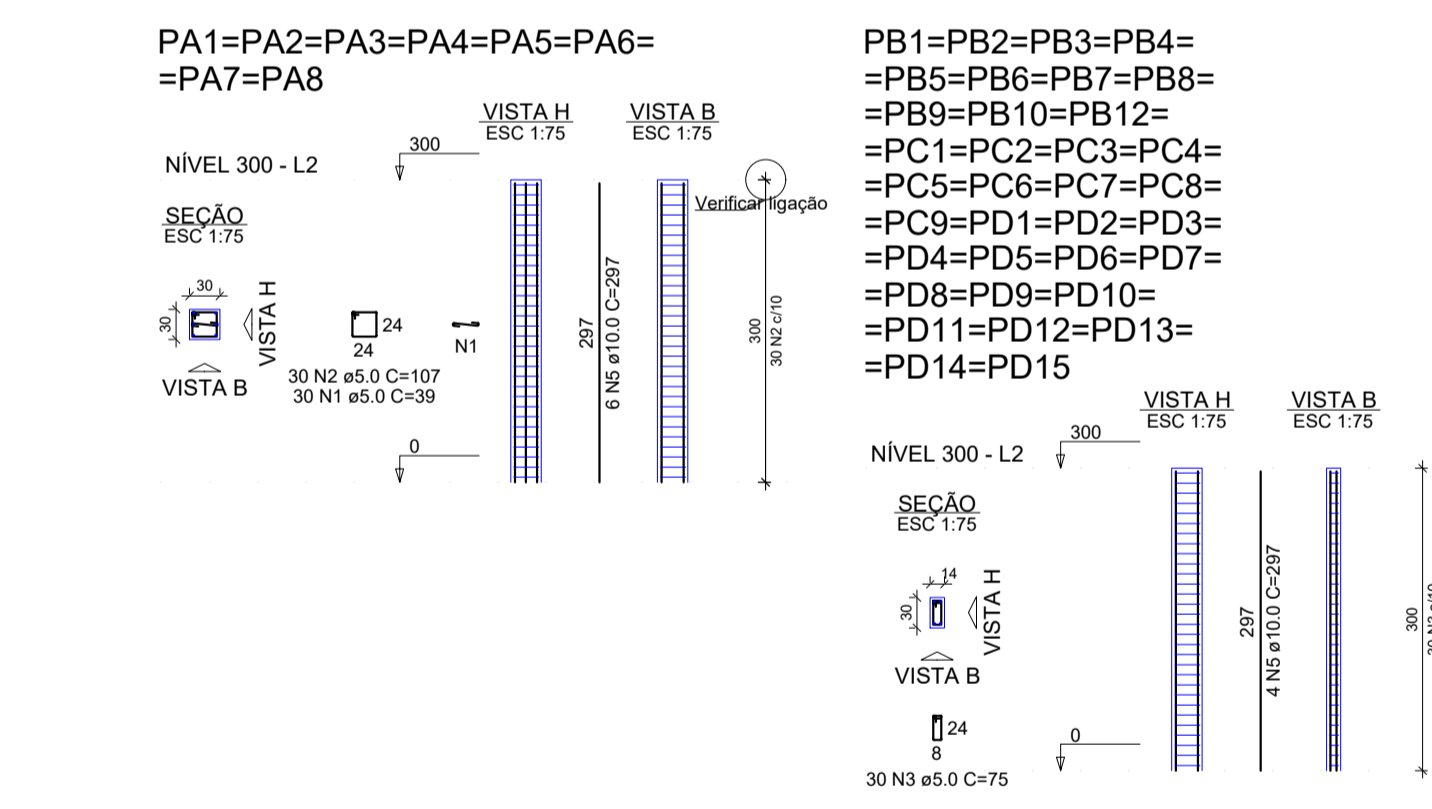 PA1=PA2=PA3=PA4=PA5=PA6=
=PA7=PA8
VISTA H
ESC 1:75
VISTA B
ESC 1:75
300
NÍVEL 300 - L2
Verificar ligação
SEÇÃO
ESC 1:75
30
30
VISTA H
VISTA B
24
24
30 N2 ø5.0 C=107
30 N1 ø5.0 C=39
N1
297
6 N5 ø10.0 C=297
300
30 N2 c/10
0
PB1=PB2=PB3=PB4=
=PB5=PB6=PB7=PB8=
=PB9=PB10=PB12=
=PC1=PC2=PC3=PC4=
=PC5=PC6=PC7=PC8=
=PC9=PD1=PD2=PD3=
=PD4=PD5=PD6=PD7=
=PD8=PD9=PD10=
=PD11=PD12=PD13=
=PD14=PD15
VISTA H
ESC 1:75
VISTA B
ESC 1:75
300
NÍVEL 300 - L2
SEÇÃO
ESC 1:75
14
30
VISTA H
VISTA B
24
8
30 N3 ø5.0 C=75
297
4 N5 ø10.0 C=297
300
0